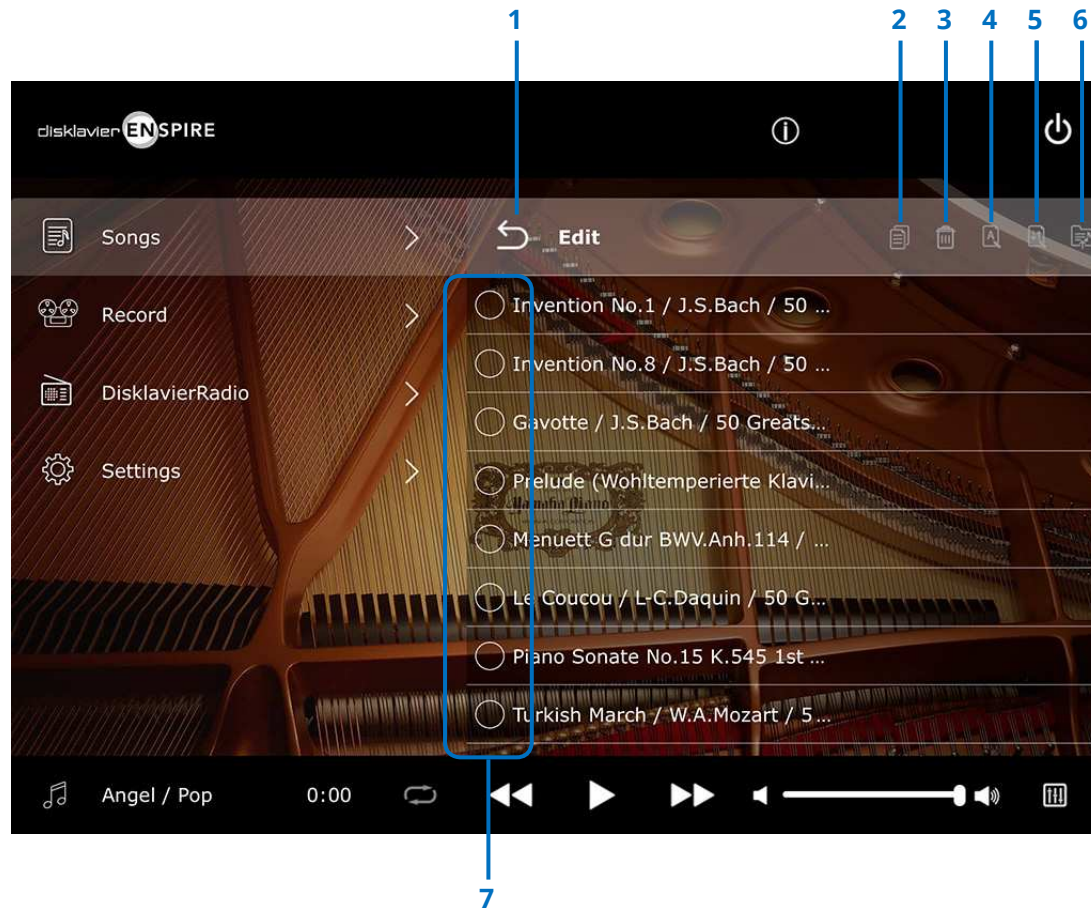 1 2 3 4 5 6
disklavier ENSPIRE
Songs
Edit
Record
DisklavierRadio
Settings
Invention No.1 / J.S.Bach / 50 ...
Invention No.8 / J.S.Bach / 50 ...
Gavotte / J.S.Bach / 50 Greats...
Prelude (Wohltemperierte Klavi...
Yamaha Piano
Menuett G dur BWV.Anh.114 / ...
Le Coucou / L-C.Daquin / 50 G...
Piano Sonate No.15 K.545 1st ...
Turkish March / W.A.Mozart / 5...
Angel / Pop 0:00
7